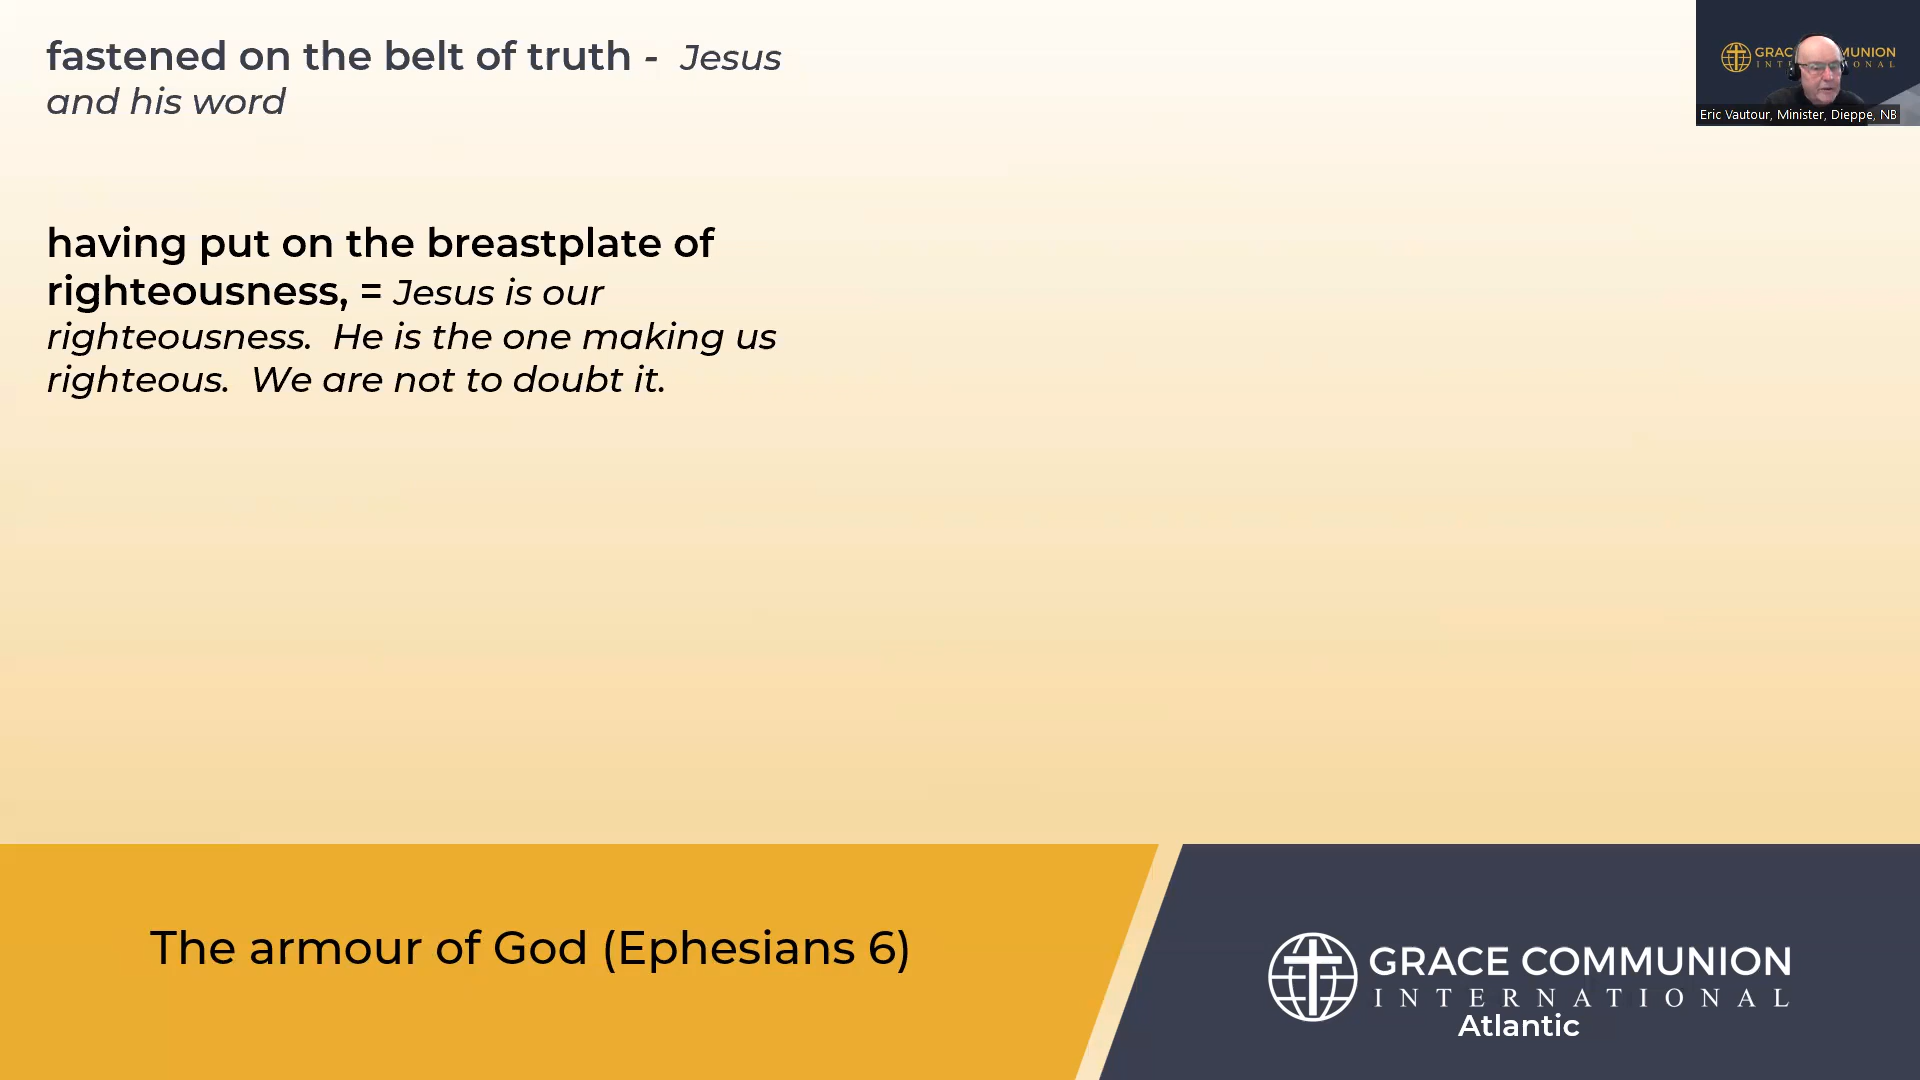 fastened on the belt of truth - Jesus
and his word
having put on the breastplate of
righteousness, = Jesus is our
righteousness. He is the one making us
righteous. We are not to doubt it.
Eric Vautour, Minister, Dieppe, NB
The armour of God (Ephesians 6)
GRACE COMMUNION
INTERNATIONAL
Atlantic